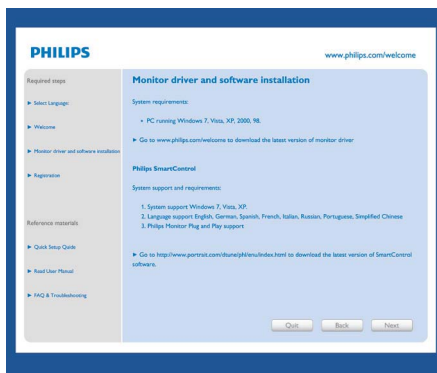 PHILIPS
www.philips.com/welcome
Required steps
Select Language
Welcome
Monitor driver and software installation
Registration
Reference materials
Quick Setup Guide
Read User Manual
FAQ & Troubleshooting
Monitor driver and software installation
System requirements:
• PC running Windows 7, Vista, XP, 2000, 98.
Go to www.philips.com/welcome to download the latest version of monitor driver
Philips SmartControl
System support and requirements:
1. System support Windows 7, Vista, XP.
2. Language support English, German, Spanish, French, Italian, Russian, Portuguese, Simplified Chinese
3. Philips Monitor Plug and Play support
Go to http://www.portrait.com/dtune/phl/enu/index.html to download the latest version of SmartControl
software.
Quit
Back
Next